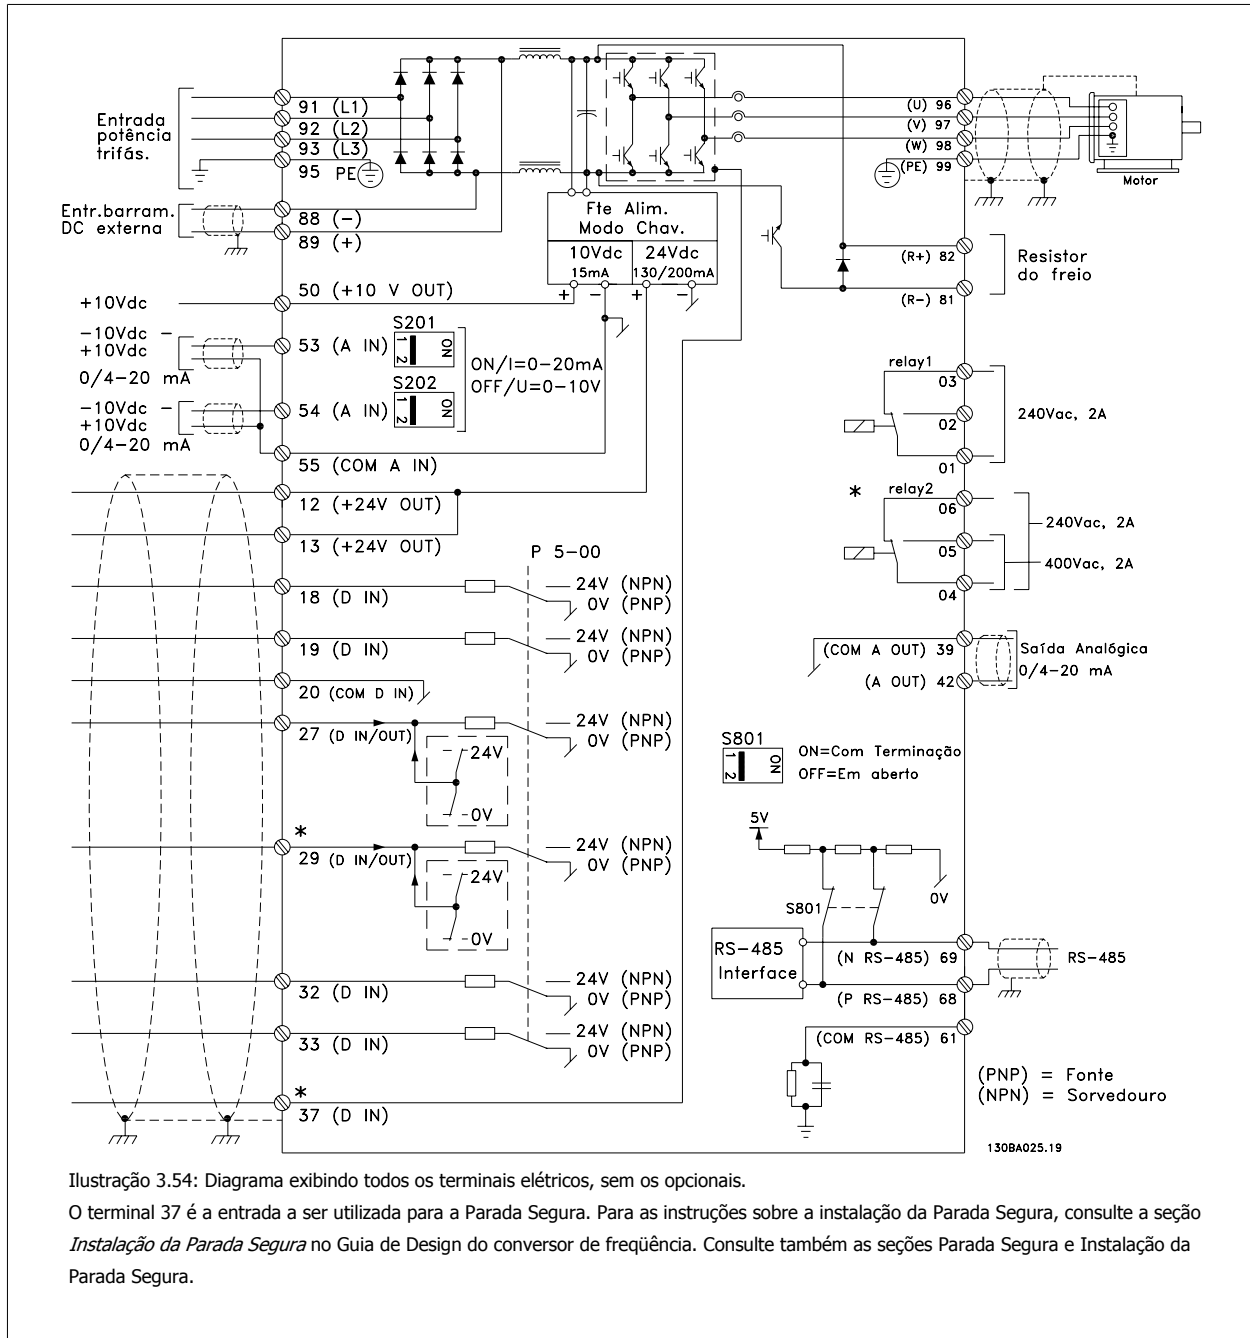 Entrada
potência
trifás.
91 (L1)
92 (L2)
93 (L3)
95 PE
Entr.barram.
DC externa
88 (-)
89 (+)
+10Vdc
50 (+10 V OUT)
-10Vdc -
+10Vdc
0/4-20 mA
53 (A IN)
S201
1 2 ON
ON/I=0-20mA
OFF/U=0-10V
-10Vdc -
+10Vdc
0/4-20 mA
54 (A IN)
S202
1 2 ON
55 (COM A IN)
12 (+24V OUT)
13 (+24V OUT)
P 5-00
18 (D IN)
24V (NPN)
0V (PNP)
19 (D IN)
24V (NPN)
0V (PNP)
20 (COM D IN)
27 (D IN/OUT)
24V (NPN)
0V (PNP)
24V
0V
*
29 (D IN/OUT)
24V (NPN)
0V (PNP)
24V
0V
32 (D IN)
24V (NPN)
0V (PNP)
33 (D IN)
24V (NPN)
0V (PNP)
*
37 (D IN)
Fte Alim.
Modo Chav.
10Vdc
15mA
24Vdc
130/200mA
+ - + -
(U) 96
(V) 97
(W) 98
(PE) 99
Motor
(R+) 82
(R-) 81
Resistor
do freio
relay1
03
02
01
240Vac, 2A
*
relay2
06
05
04
240Vac, 2A
400Vac, 2A
(COM A OUT) 39
(A OUT) 42
Saída Analógica
0/4-20 mA
S801
1 2 ON
ON=Com Terminação
OFF=Em aberto
5V
0V
S801
RS-485
Interface
(N RS-485) 69
(P RS-485) 68
RS-485
(COM RS-485) 61
(PNP) = Fonte
(NPN) = Sorvedouro
130BA025.19
Ilustração 3.54: Diagrama exibindo todos os terminais elétricos, sem os opcionais.
O terminal 37 é a entrada a ser utilizada para a Parada Segura. Para as instruções sobre a instalação da Parada Segura, consulte a seção
Instalação da Parada Segura no Guia de Design do conversor de freqüência. Consulte também as seções Parada Segura e Instalação da
Parada Segura.